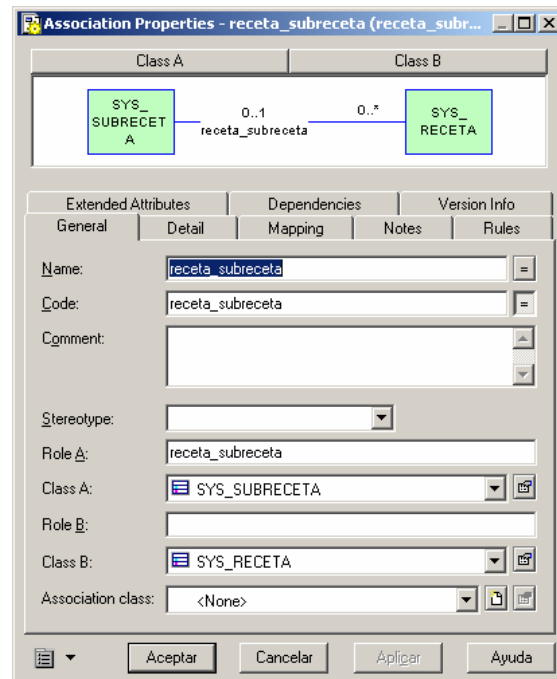 Association Properties - receta_subreceta (receta_subr...
Class A
Class B
SYS_
SUBRECET
A
0..1
receta_subreceta
0..*
SYS_
RECETA
Extended Attributes
Dependencies
Version Info
General
Detail
Mapping
Notes
Rules
Name:
receta_subreceta
=
Code:
receta_subreceta
=
Comment:
Stereotype:
Role A:
receta_subreceta
Class A:
SYS_SUBRECETA
Role B:
Class B:
SYS_RECETA
Association class:
<None>
Aceptar
Cancelar
Aplicar
Ayuda